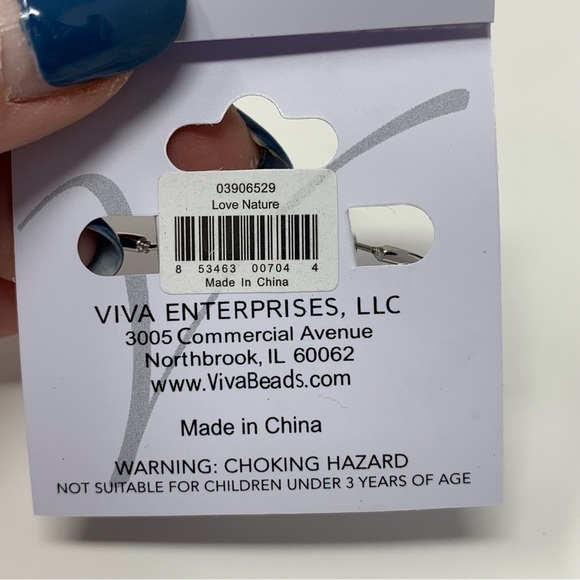 03906529
Love Nature
8 53463 00704 4
Made In China
VIVA ENTERPRISES, LLC
3005 Commercial Avenue
Northbrook, IL 60062
www.VivaBeads.com
Made in China
WARNING: CHOKING HAZARD
NOT SUITABLE FOR CHILDREN UNDER 3 YEARS OF AGE